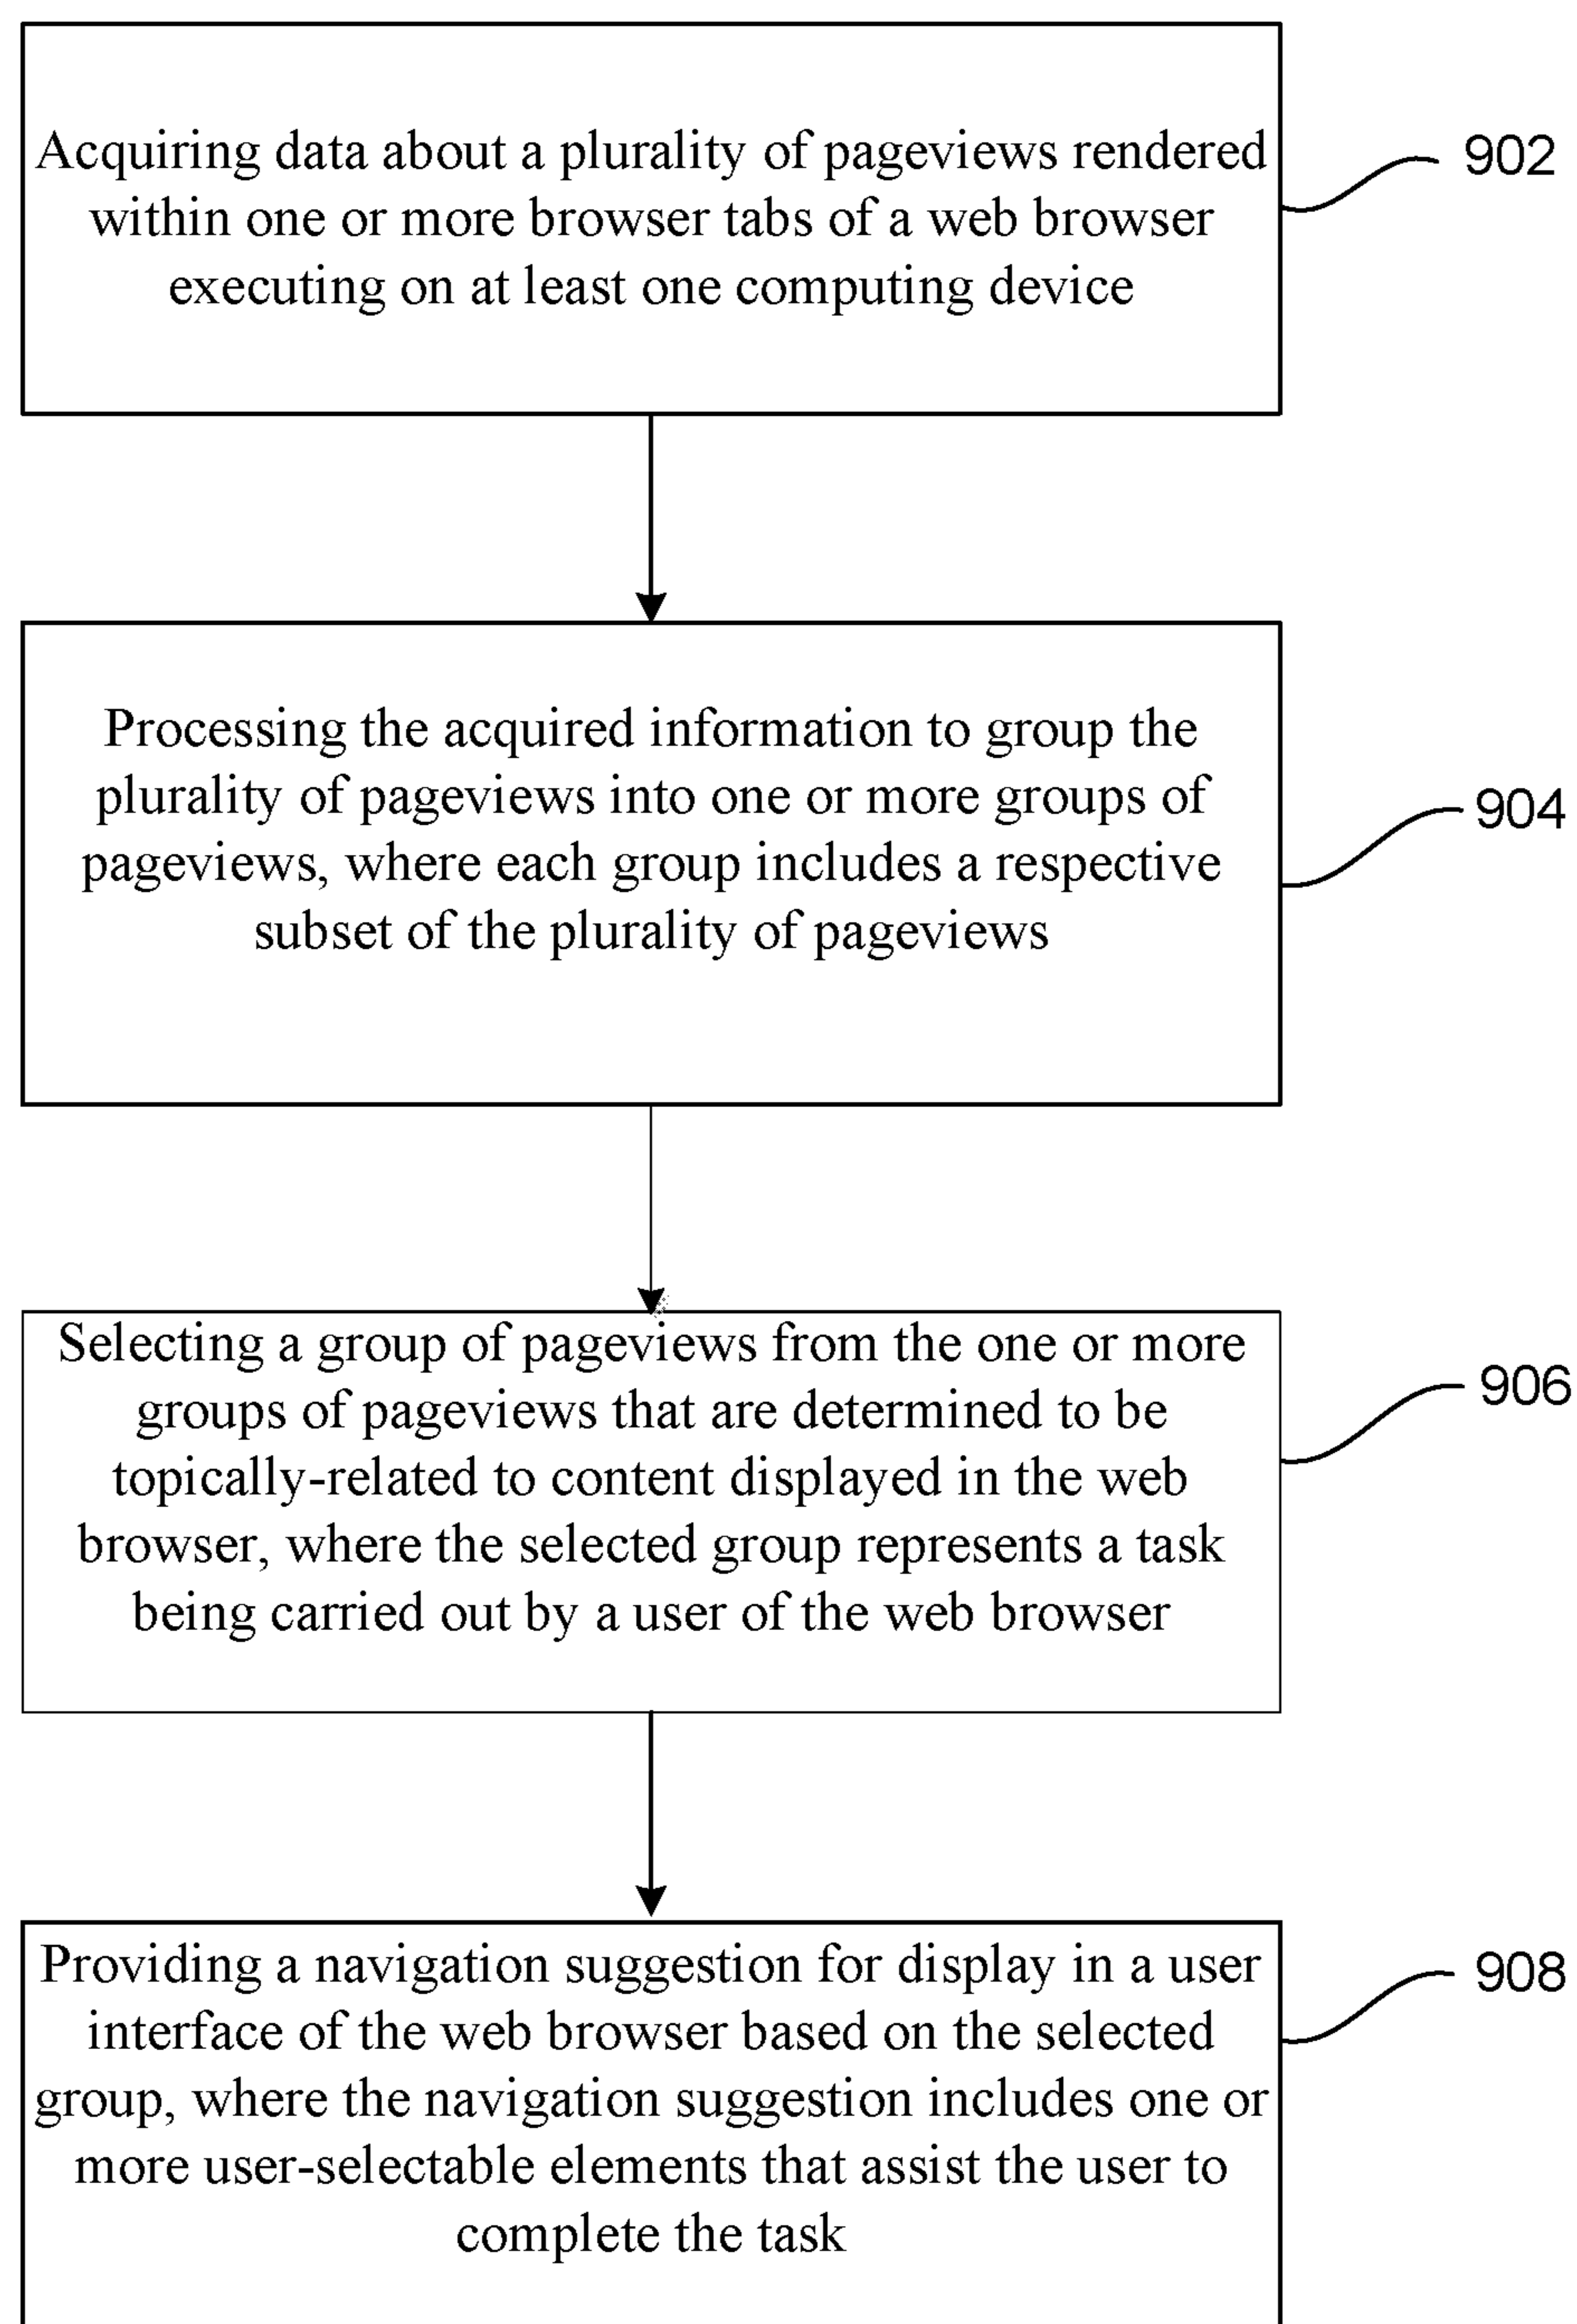 Acquiring data about a plurality of pageviews rendered
within one or more browser tabs of a web browser
executing on at least one computing device
902
Processing the acquired information to group the
plurality of pageviews into one or more groups of
pageviews, where each group includes a respective
subset of the plurality of pageviews
904
Selecting a group of pageviews from the one or more
groups of pageviews that are determined to be
topically-related to content displayed in the web
browser, where the selected group represents a task
being carried out by a user of the web browser
906
Providing a navigation suggestion for display in a user
interface of the web browser based on the selected
group, where the navigation suggestion includes one or
more user-selectable elements that assist the user to
complete the task
908